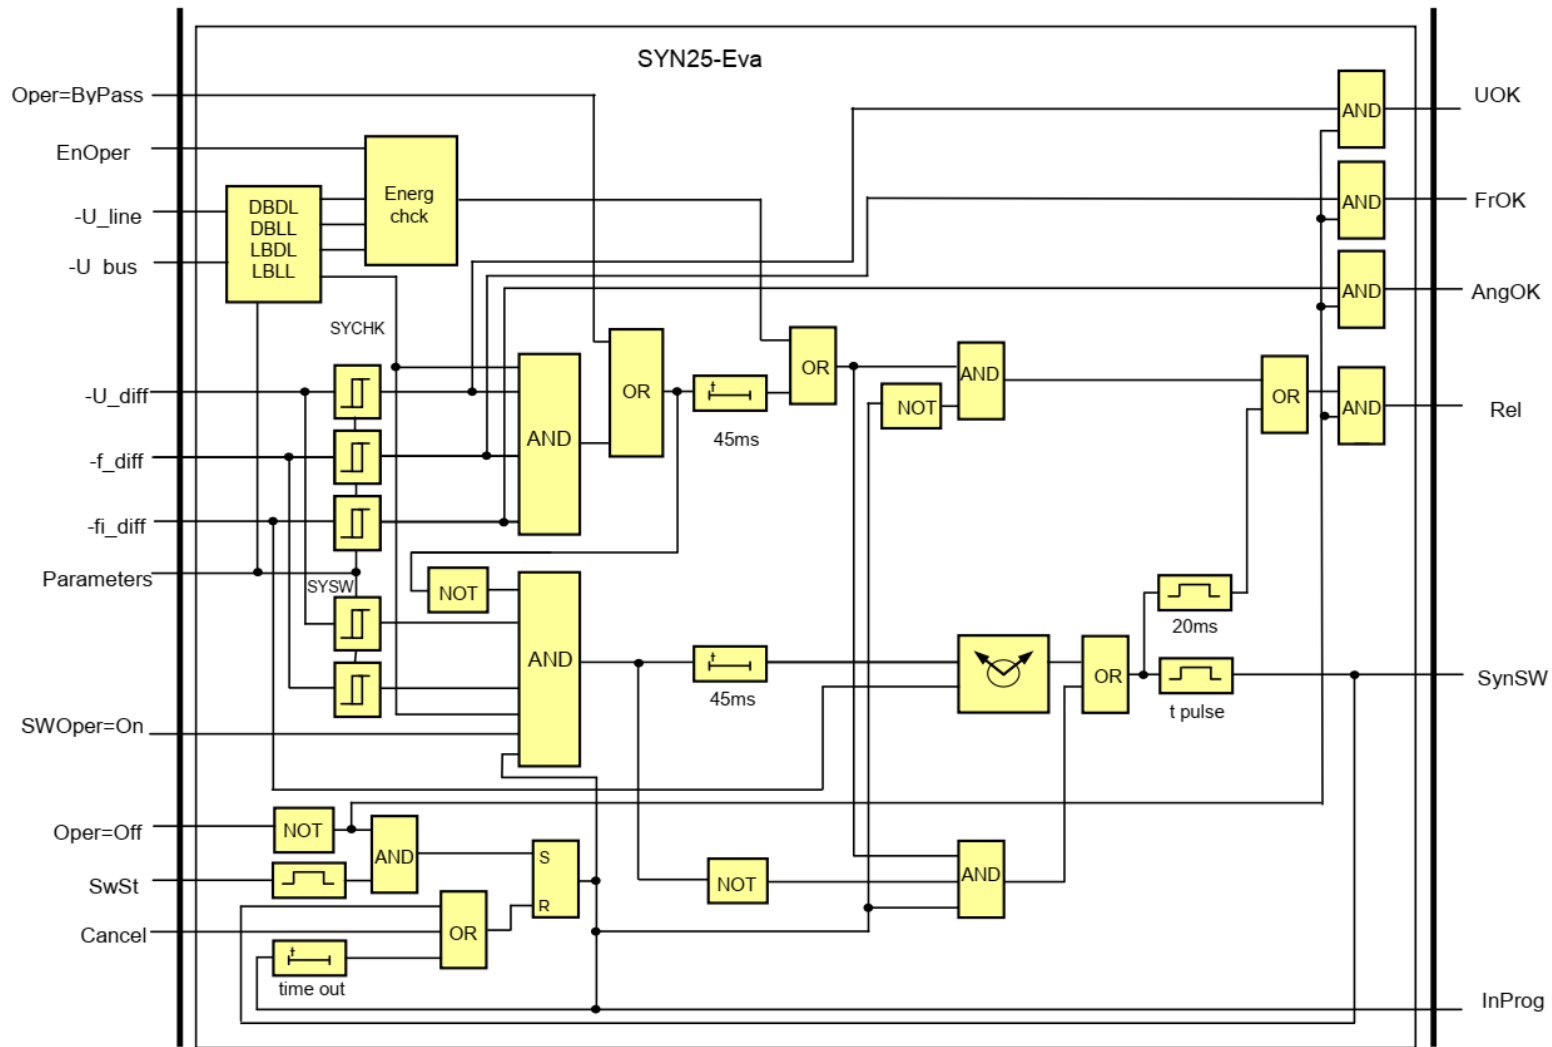 SYN25-Eva
Oper=ByPass
EnOper
-U_line
-U bus
-U_diff
-f_diff
-fi_diff
Parameters
SWOper=On
Oper=Off
SwSt
Cancel
DBDL
DBLL
LBDL
LBLL
Energ
chck
SYCHK
SYSW
AND
OR
t
45ms
OR
AND
NOT
OR
AND
AND
AND
AND
UOK
FrOK
AngOK
Rel
NOT
AND
t
45ms
OR
20ms
t pulse
SynSW
NOT
AND
S
R
OR
t
time out
NOT
AND
InProg